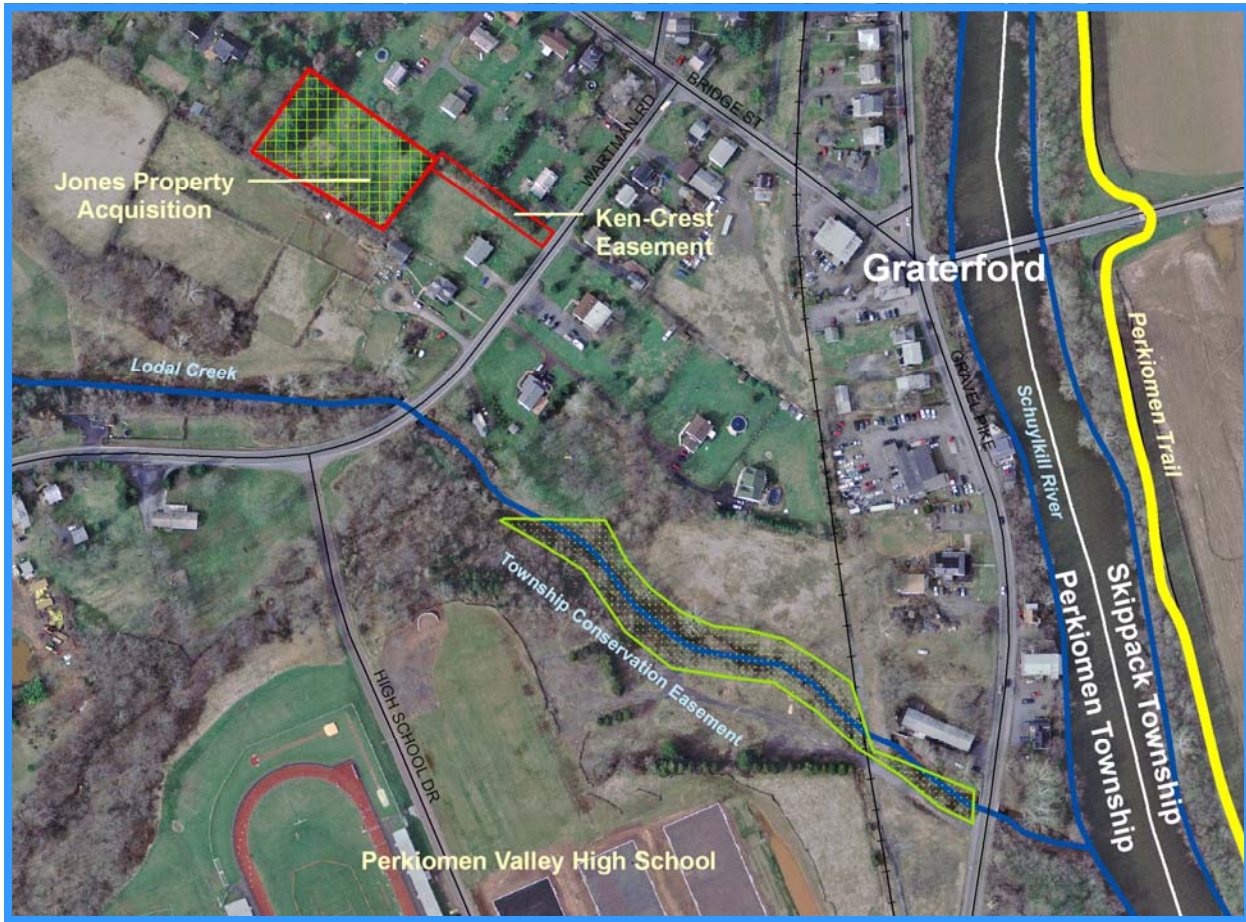 BRIDGE ST
WARTMAN RD
Jones Property
Acquisition
Ken-Crest
Easement
Graterford
Lodal Creek
Perkiomen Trail
GRAVEL PIKE
Schuylkill River
Township Conservation Easement
Skippack Township
Perkiomen Township
HIGH SCHOOL DR
Perkiomen Valley High School